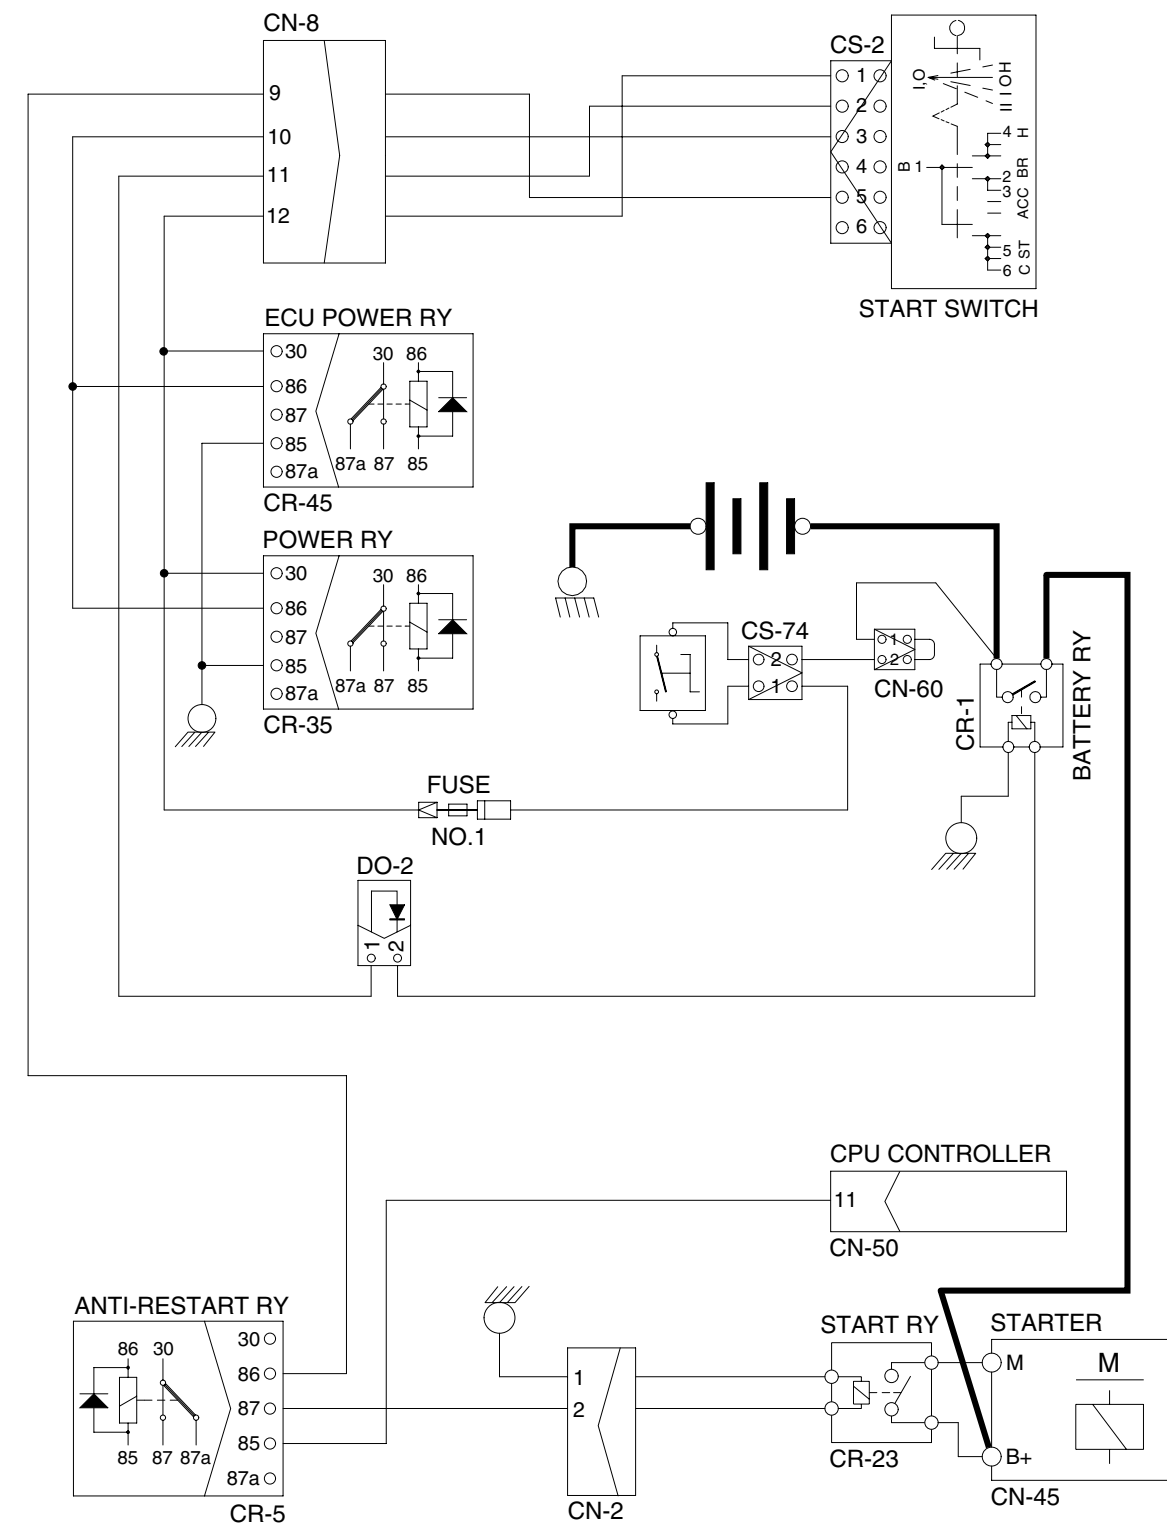 CN-8
9
10
11
12
CS-2
1
2
3
4
5
6
I,O
H
O
I
II
4 H
B 1
2 BR
3 ACC
5 ST
6 C
START SWITCH
ECU POWER RY
30
86
87
85
87a
30 86
87a 87 85
CR-45
POWER RY
30
86
87
85
87a
30 86
87a 87 85
CR-35
CS-74
2
1
1
2
CN-60
CR-1
BATTERY RY
FUSE
NO.1
DO-2
1 2
CPU CONTROLLER
11
CN-50
ANTI-RESTART RY
86 30
85 87 87a
30
86
87
85
87a
CR-5
1
2
CN-2
START RY
CR-23
STARTER
M
M
B+
CN-45